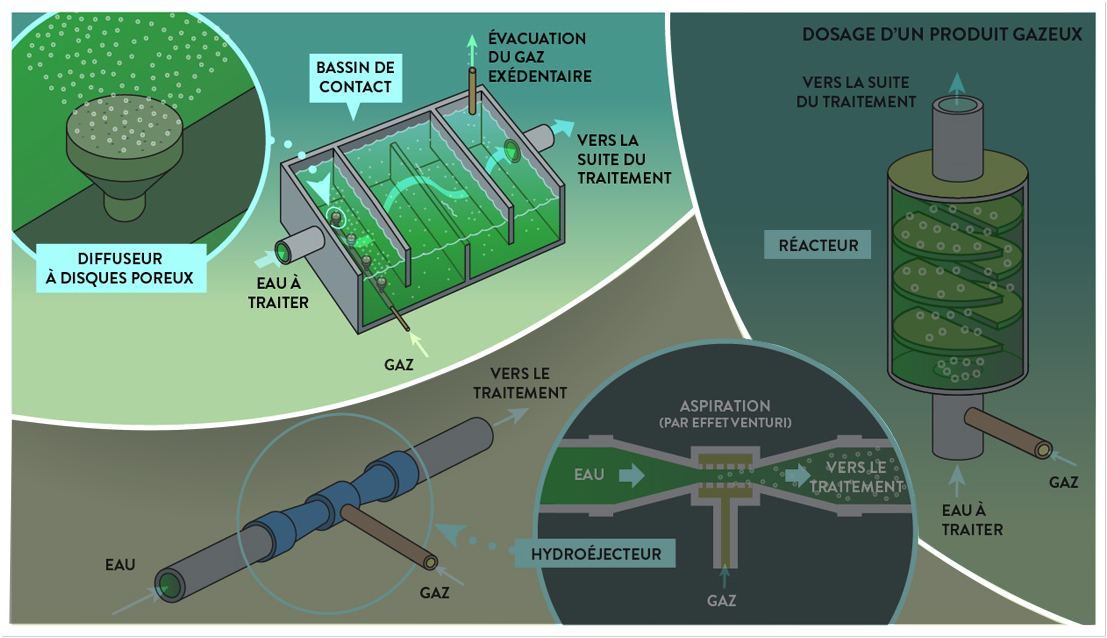 DOSAGE D'UN PRODUIT GAZEUX
ÉVACUATION
DU GAZ
EXÉDENTAIRE
BASSIN DE
CONTACT
VERS LA
SUITE DU
TRAITEMENT
DIFFUSEUR
À DISQUES POREUX
EAU À
TRAITER
GAZ
VERS LA SUITE
DU TRAITEMENT
RÉACTEUR
GAZ
EAU À
TRAITER
VERS LE
TRAITEMENT
EAU
GAZ
HYDROÉJECTEUR
ASPIRATION
(PAR EFFET VENTURI)
EAU
VERS LE
TRAITEMENT
GAZ